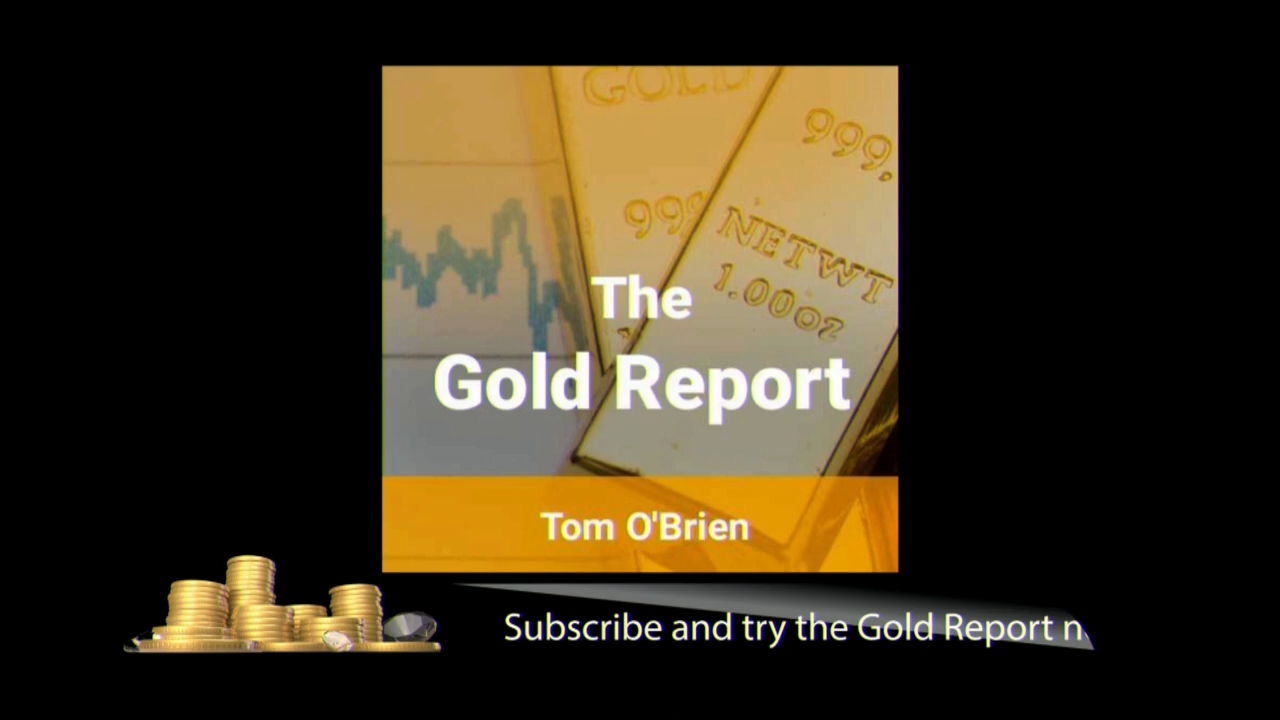 GOLD
999.
999
NETWT
1.00oz
The
Gold Report
Tom O'Brien
Subscribe and try the Gold Report